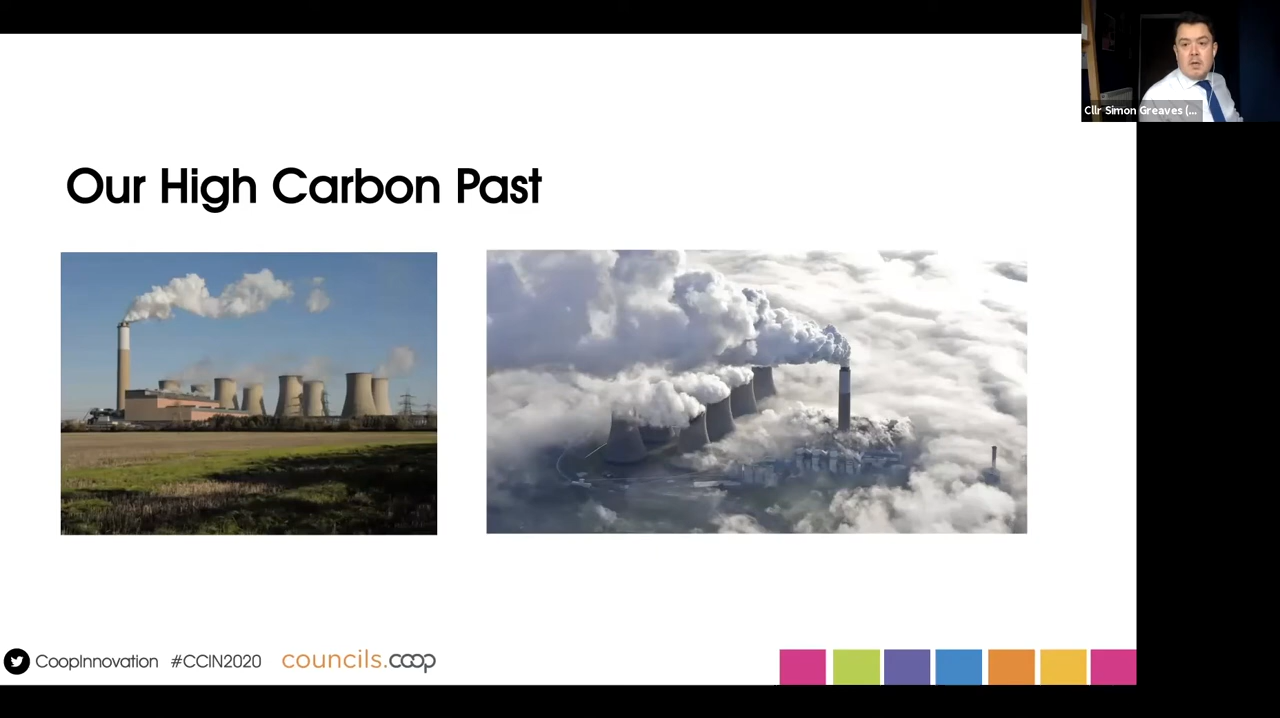 Cllr Simon Greaves (...
Our High Carbon Past
CoopInnovation #CCIN2020 councils.coop